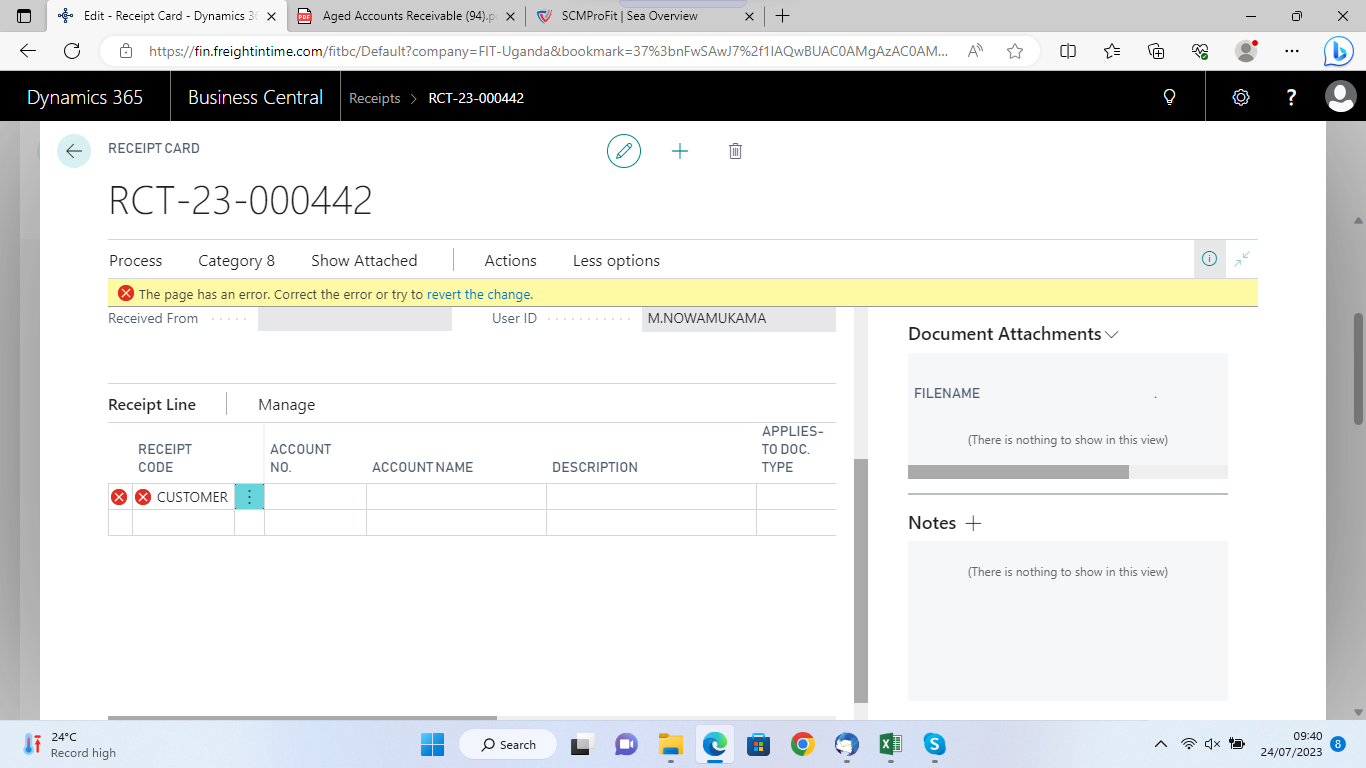 Edit - Receipt Card - Dynamics 36
Aged Accounts Receivable (94).p
SCMProFit | Sea Overview
https://fin.freightintime.com/fitbc/Default?company=FIT-Uganda&bookmark=37%3bnFwSAwJ7%2f1IAQwBUAC0AMgAzAC0AM...
Dynamics 365
Business Central
Receipts > RCT-23-000442
?
RECEIPT CARD
RCT-23-000442
Process Category 8 Show Attached Actions Less options
The page has an error. Correct the error or try to revert the change.
Received From
User ID M.NOWAMUKAMA
Receipt Line Manage
RECEIPT CODE
ACCOUNT NO.
ACCOUNT NAME
DESCRIPTION
APPLIES-TO DOC. TYPE
CUSTOMER
Document Attachments
FILENAME .
(There is nothing to show in this view)
Notes
(There is nothing to show in this view)
24°C
Record high
Search
09:40
24/07/2023
8